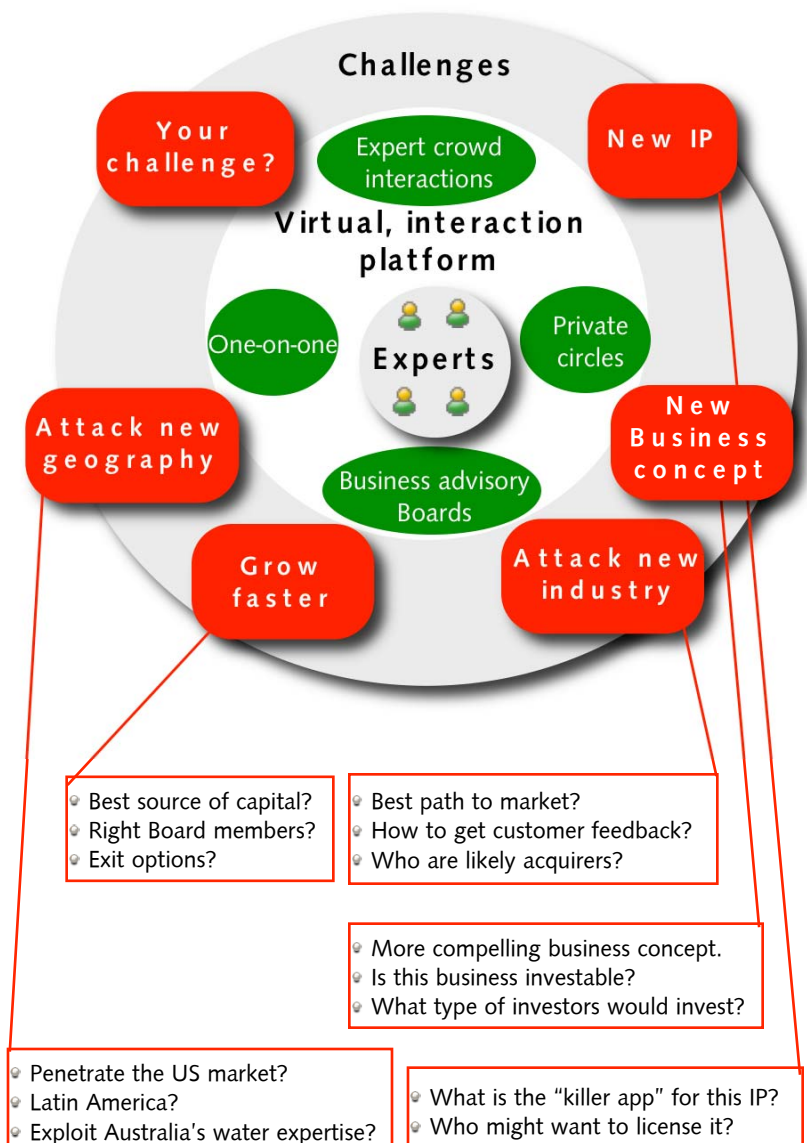 Challenges
Your
challenge?
New IP
Expert crowd
interactions
Virtual, interaction
platform
One-on-one
Experts
Private
circles
Attack new
geography
New
Business
concept
Business advisory
Boards
Grow
faster
Attack new
industry
Best source of capital?
Right Board members?
Exit options?
Best path to market?
How to get customer feedback?
Who are likely acquirers?
More compelling business concept.
Is this business investable?
What type of investors would invest?
Penetrate the US market?
Latin America?
Exploit Australia's water expertise?
What is the “killer app” for this IP?
Who might want to license it?